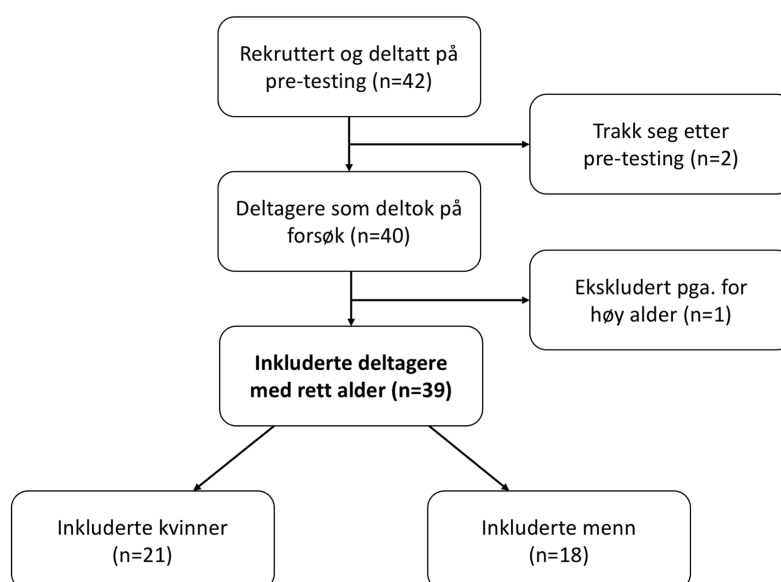 Rekruttert og deltatt på
pre-testing (n=42)
Trakk seg etter
pre-testing (n=2)
Deltagere som deltok på
forsøk (n=40)
Ekskludert pga. for
høy alder (n=1)
Inkluderte deltagere
med rett alder (n=39)
Inkluderte kvinner
(n=21)
Inkluderte menn
(n=18)